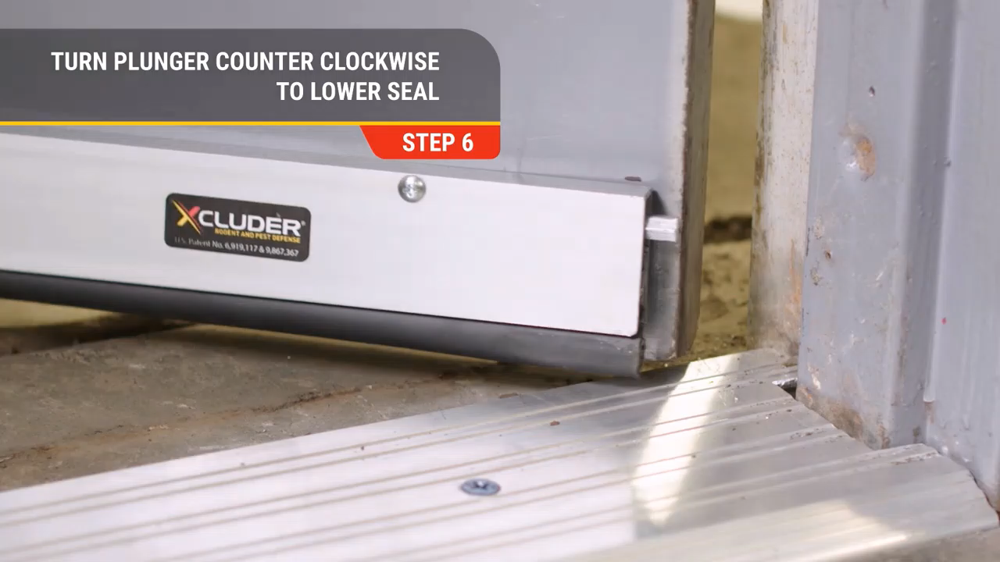 TURN PLUNGER COUNTER CLOCKWISE
TO LOWER SEAL
STEP 6
XCLUDER®
RODENT AND PEST DEFENSE
U.S. Patent No. 6,919,117 & 9,867,367